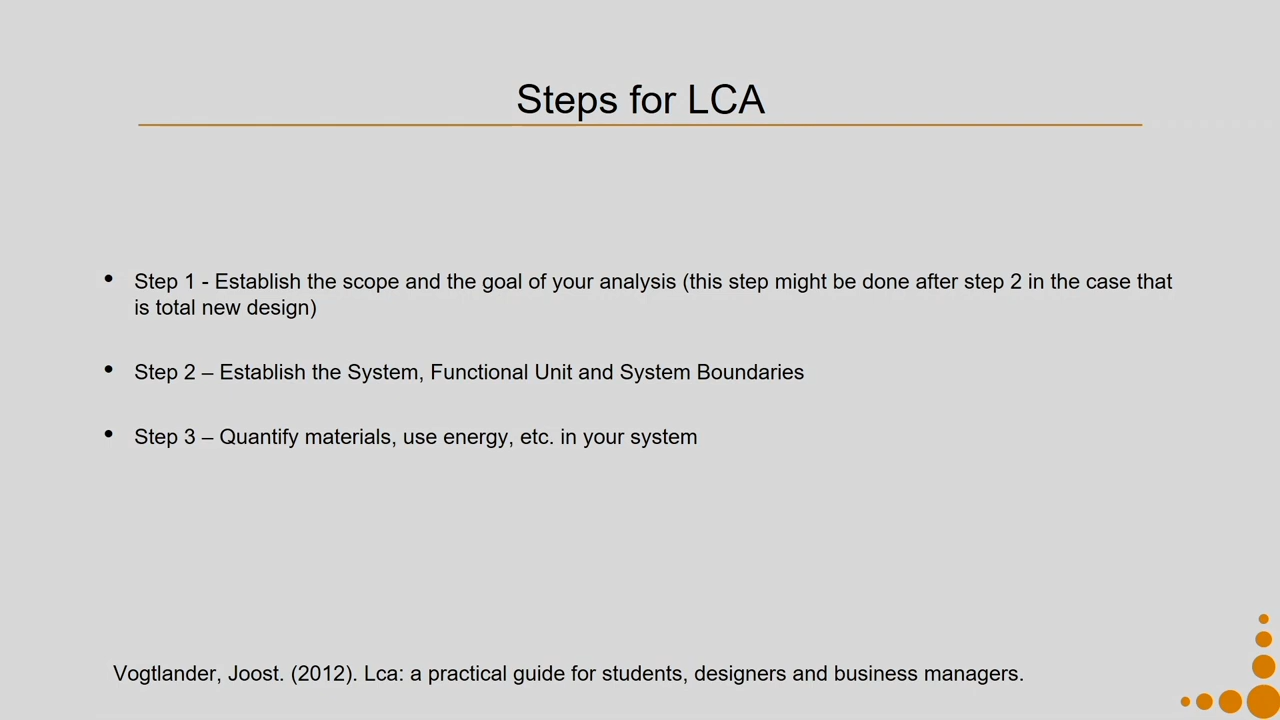 Steps for LCA
• Step 1 - Establish the scope and the goal of your analysis (this step might be done after step 2 in the case that
is total new design)
• Step 2 – Establish the System, Functional Unit and System Boundaries
• Step 3 – Quantify materials, use energy, etc. in your system
Vogtlander, Joost. (2012). Lca: a practical guide for students, designers and business managers.